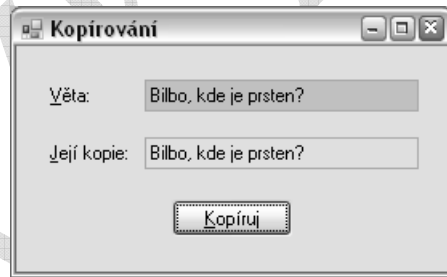 Kopírování
Věta: Bilbo, kde je prsten?
Její kopie: Bilbo, kde je prsten?
Kopíruj